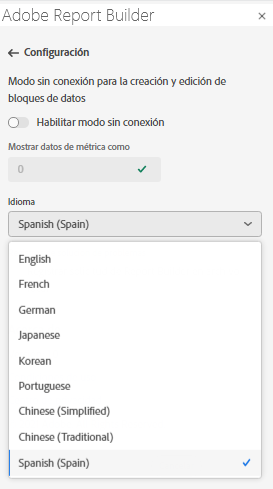 Adobe Report Builder
Configuración
Modo sin conexión para la creación y edición de
bloques de datos
Habilitar modo sin conexión
Mostrar datos de métrica como
0
Idioma
Spanish (Spain)
English
French
German
Japanese
Korean
Portuguese
Chinese (Simplified)
Chinese (Traditional)
Spanish (Spain)